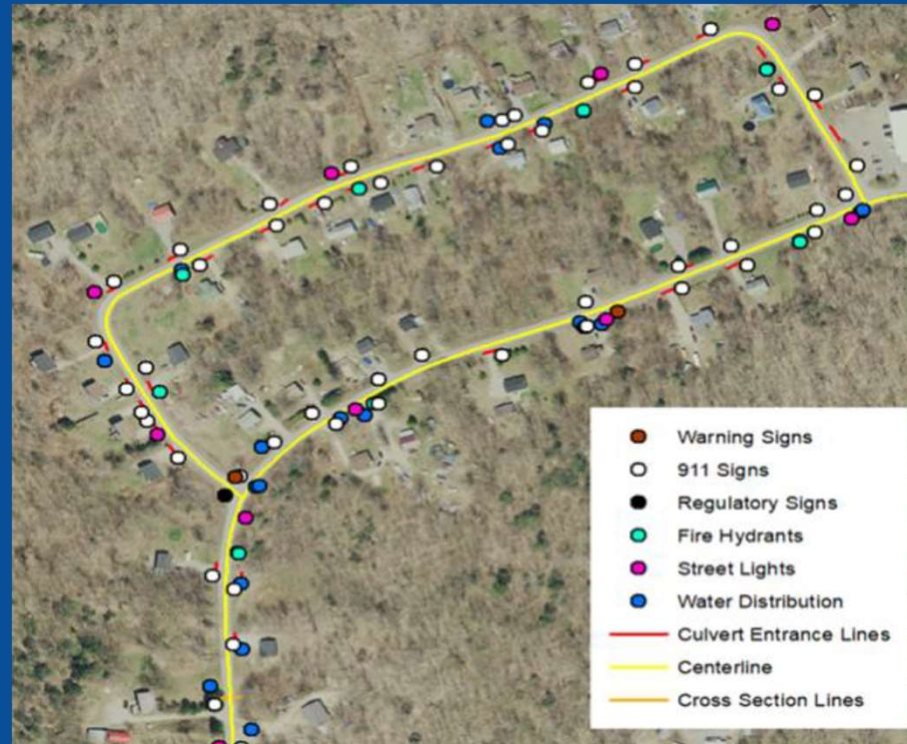 Warning Signs
911 Signs
Regulatory Signs
Fire Hydrants
Street Lights
Water Distribution
Culvert Entrance Lines
Centerline
Cross Section Lines